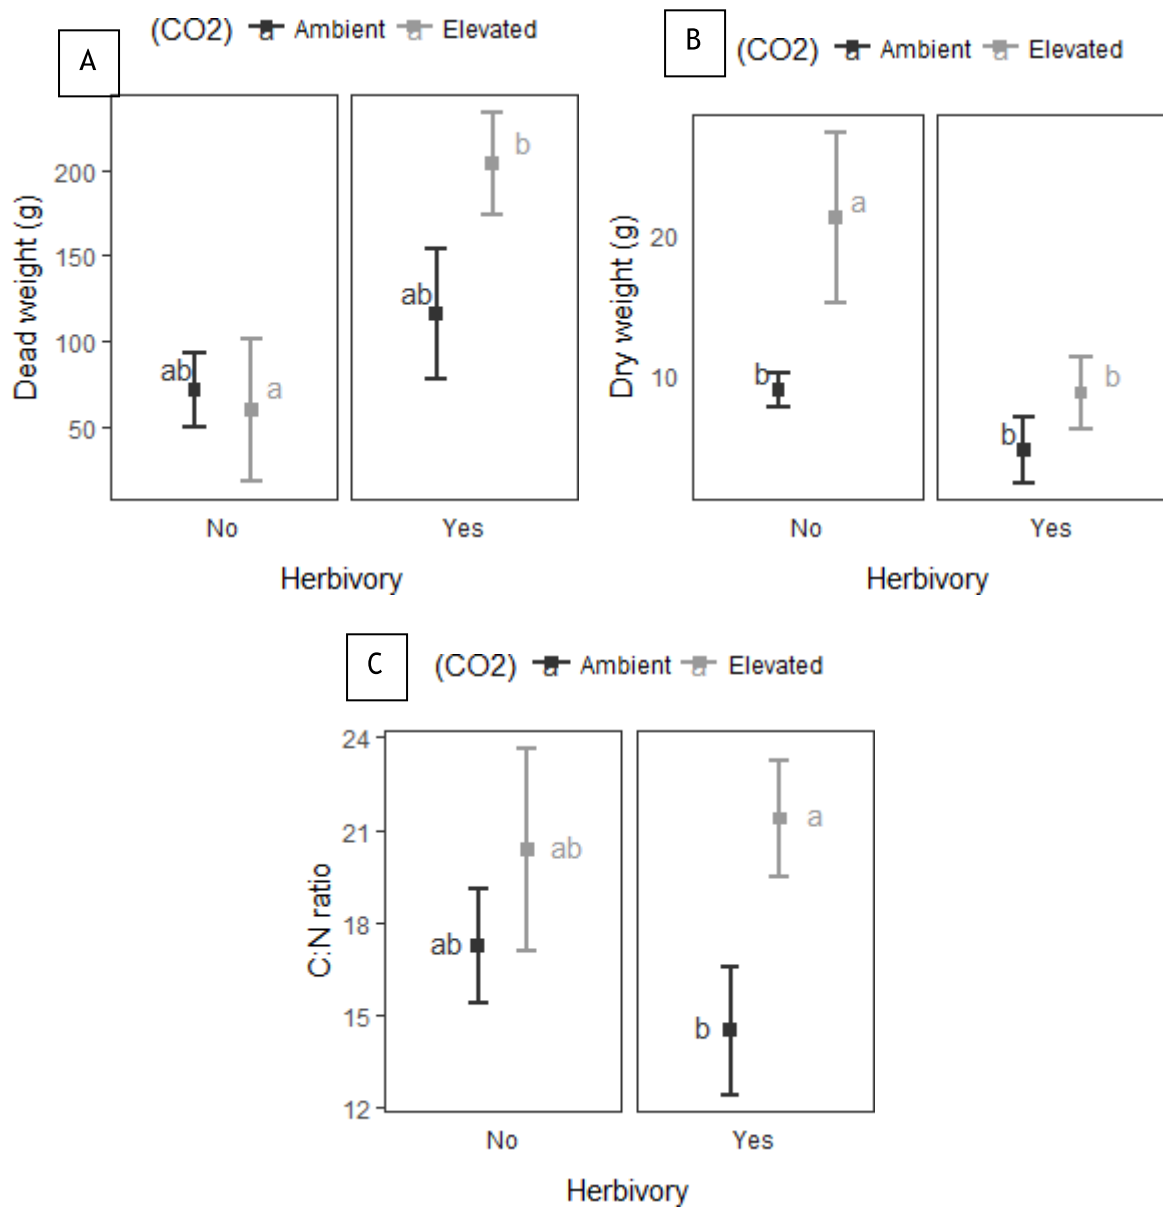 A
(CO2) a Ambient a Elevated
Dead weight (g)
200
150
100
50
ab
a
ab
b
No
Yes
Herbivory
B
(CO2) a Ambient a Elevated
Dry weight (g)
20
10
b
a
b
b
No
Yes
Herbivory
C
(CO2) a Ambient a Elevated
C:N ratio
24
21
18
15
12
ab
ab
b
a
No
Yes
Herbivory